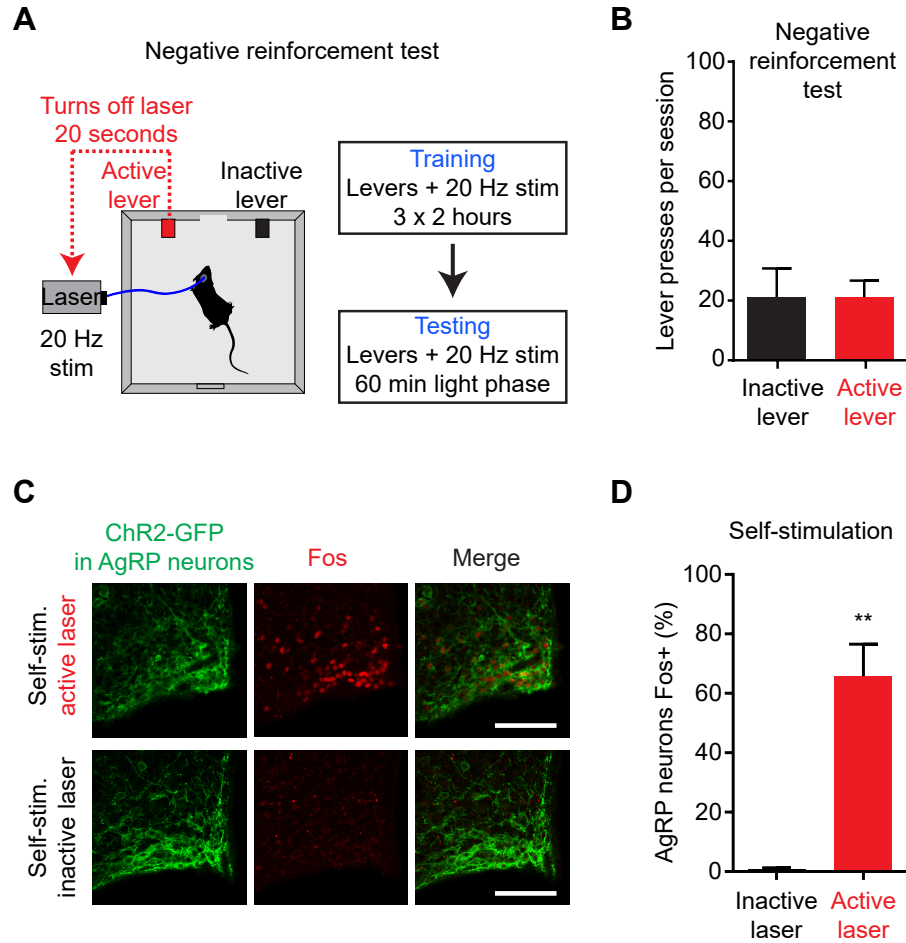 A
Negative reinforcement test
Turns off laser
20 seconds
Active
lever
Inactive
lever
Laser
20 Hz
stim
Training
Levers + 20 Hz stim
3 x 2 hours
Testing
Levers + 20 Hz stim
60 min light phase
B
Negative
reinforcement
test
Lever presses per session
100
80
60
40
20
0
Inactive
lever
Active
lever
C
ChR2-GFP
in AgRP neurons
Fos
Merge
Self-stim.
active laser
Self-stim.
inactive laser
D
Self-stimulation
AgRP neurons Fos+ (%)
100
80
60
40
20
0
**
Inactive
laser
Active
laser